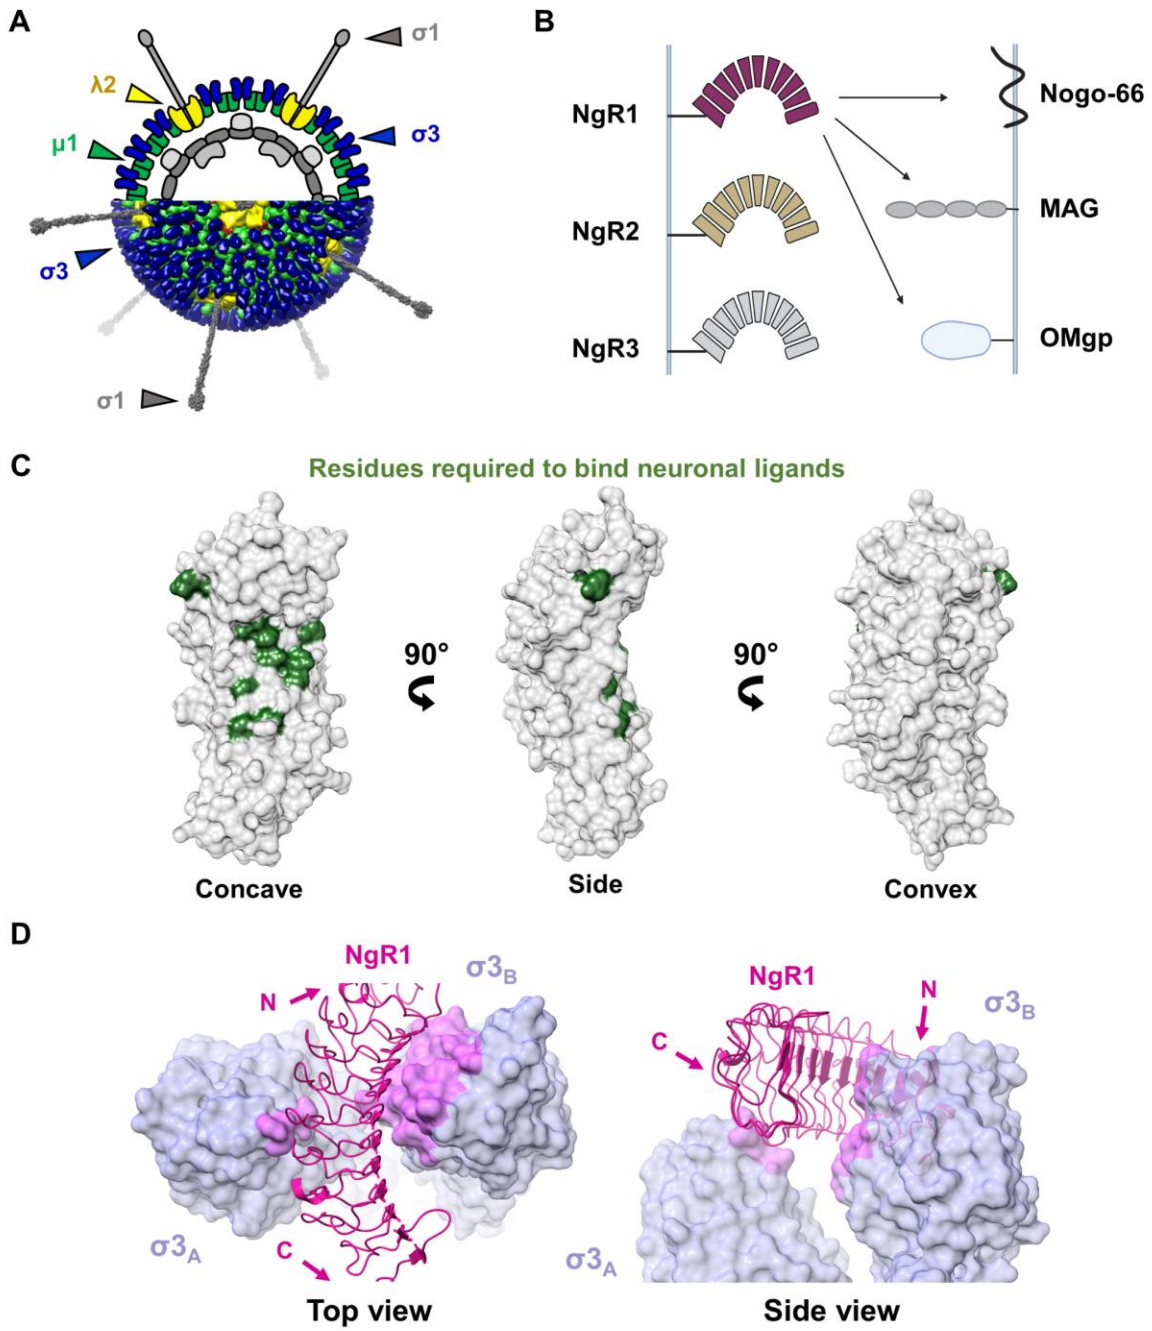 A
σ1
λ2
μ1
σ3
σ3
σ1
B
NgR1
Nogo-66
MAG
NgR2
NgR3
OMgp
C
Residues required to bind neuronal ligands
90°
90°
Concave
Side
Convex
D
NgR1
σ3B
N
σ3A
C
Top view
NgR1
N
σ3B
C
σ3A
Side view